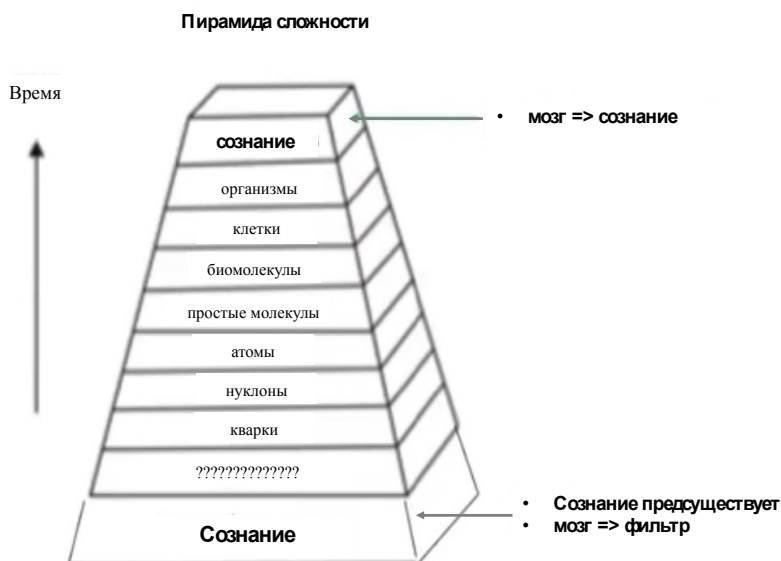 Пирамида сложности
Время
• мозг => сознание
сознание
организмы
клетки
биомолекулы
простые молекулы
атомы
нуклоны
кварки
??????????????
Сознание
• Сознание предсуществует
• мозг => фильтр